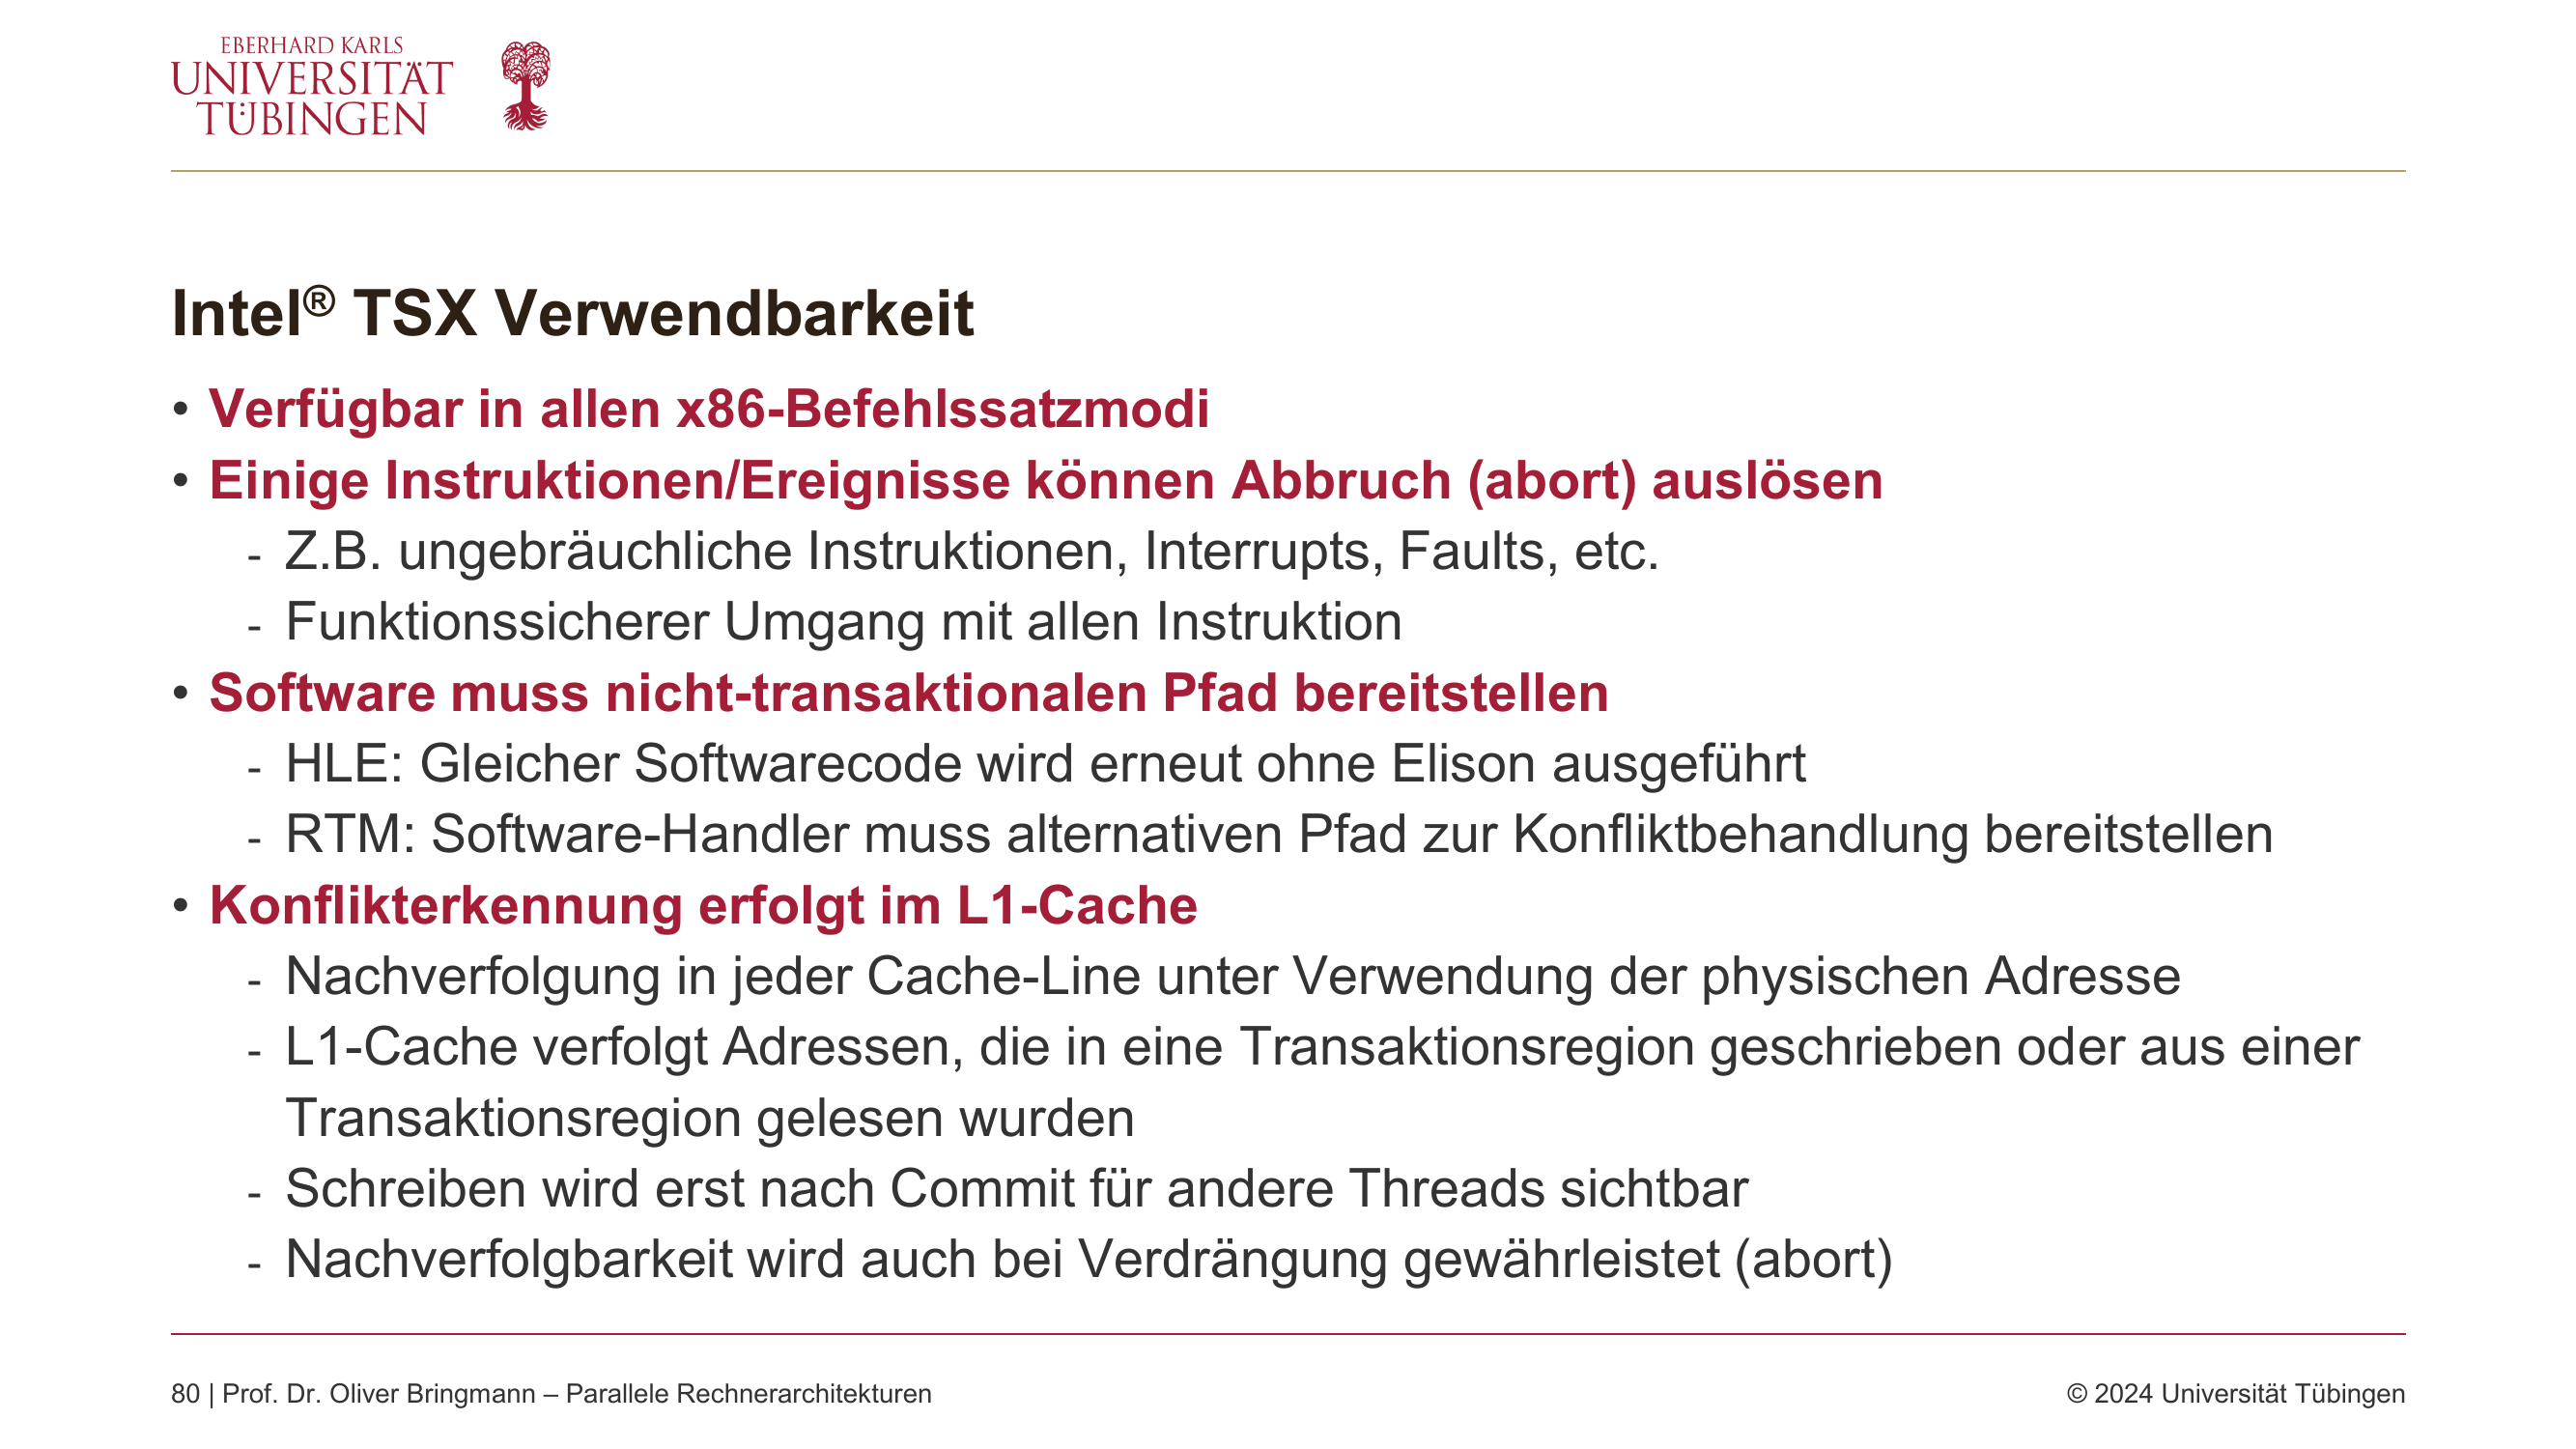 EBERHARD KARLS
UNIVERSITÄT
TÜBINGEN
Intel® TSX Verwendbarkeit
• Verfügbar in allen x86-Befehlssatzmodi
• Einige Instruktionen/Ereignisse können Abbruch (abort) auslösen
- Z.B. ungebräuchliche Instruktionen, Interrupts, Faults, etc.
- Funktionssicherer Umgang mit allen Instruktion
• Software muss nicht-transaktionalen Pfad bereitstellen
- HLE: Gleicher Softwarecode wird erneut ohne Elison ausgeführt
- RTM: Software-Handler muss alternativen Pfad zur Konfliktbehandlung bereitstellen
• Konflikterkennung erfolgt im L1-Cache
- Nachverfolgung in jeder Cache-Line unter Verwendung der physischen Adresse
- L1-Cache verfolgt Adressen, die in eine Transaktionsregion geschrieben oder aus einer
Transaktionsregion gelesen wurden
- Schreiben wird erst nach Commit für andere Threads sichtbar
- Nachverfolgbarkeit wird auch bei Verdrängung gewährleistet (abort)
80 | Prof. Dr. Oliver Bringmann – Parallele Rechnerarchitekturen
© 2024 Universität Tübingen